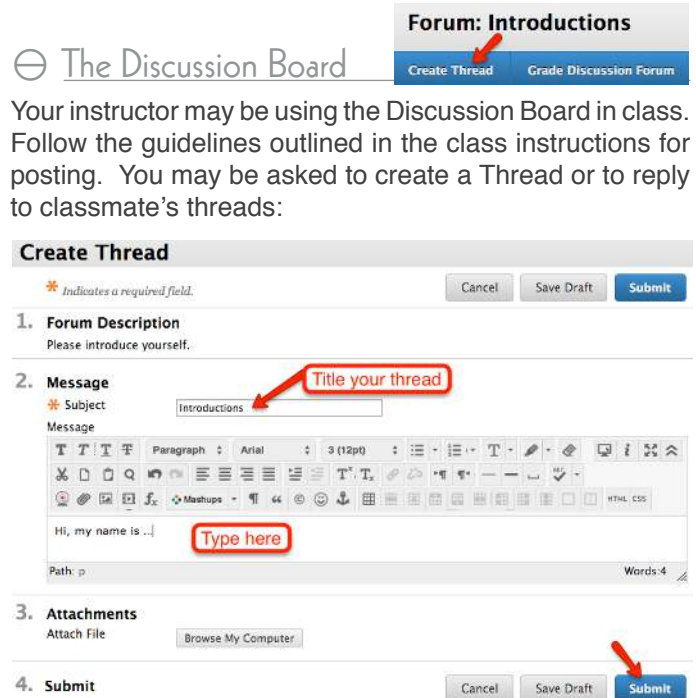 Forum: Introductions
The Discussion Board
Create Thread Grade Discussion Forum
Your instructor may be using the Discussion Board in class.
Follow the guidelines outlined in the class instructions for
posting. You may be asked to create a Thread or to reply
to classmate's threads:
Create Thread
* Indicates a required field.
Cancel Save Draft Submit
1. Forum Description
Please introduce yourself.
2. Message
Title your thread
* Subject Introductions
Message
T T T T Paragraph Arial 3 (12pt) T i
T T
fx Mashups ¶ “ © HTML CSS
Hi, my name is ...
Type here
Path: p Words:4
3. Attachments
Attach File Browse My Computer
4. Submit Cancel Save Draft Submit